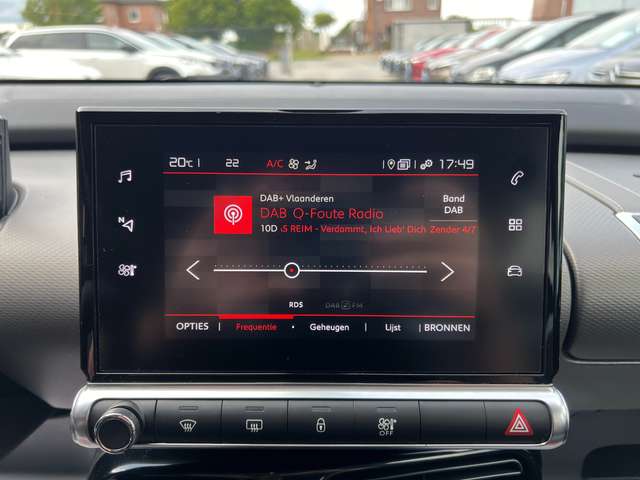 20°C 22 A/C 17:49
DAB+ Vlaanderen
DAB Q-Foute Radio
10D .S REIM - Verdommt, Ich Lieb' Dich Zender 4/7
Band
DAB
N
RDS
DAB FM
OPTIES Frequentie Geheugen Lijst BRONNEN
OFF